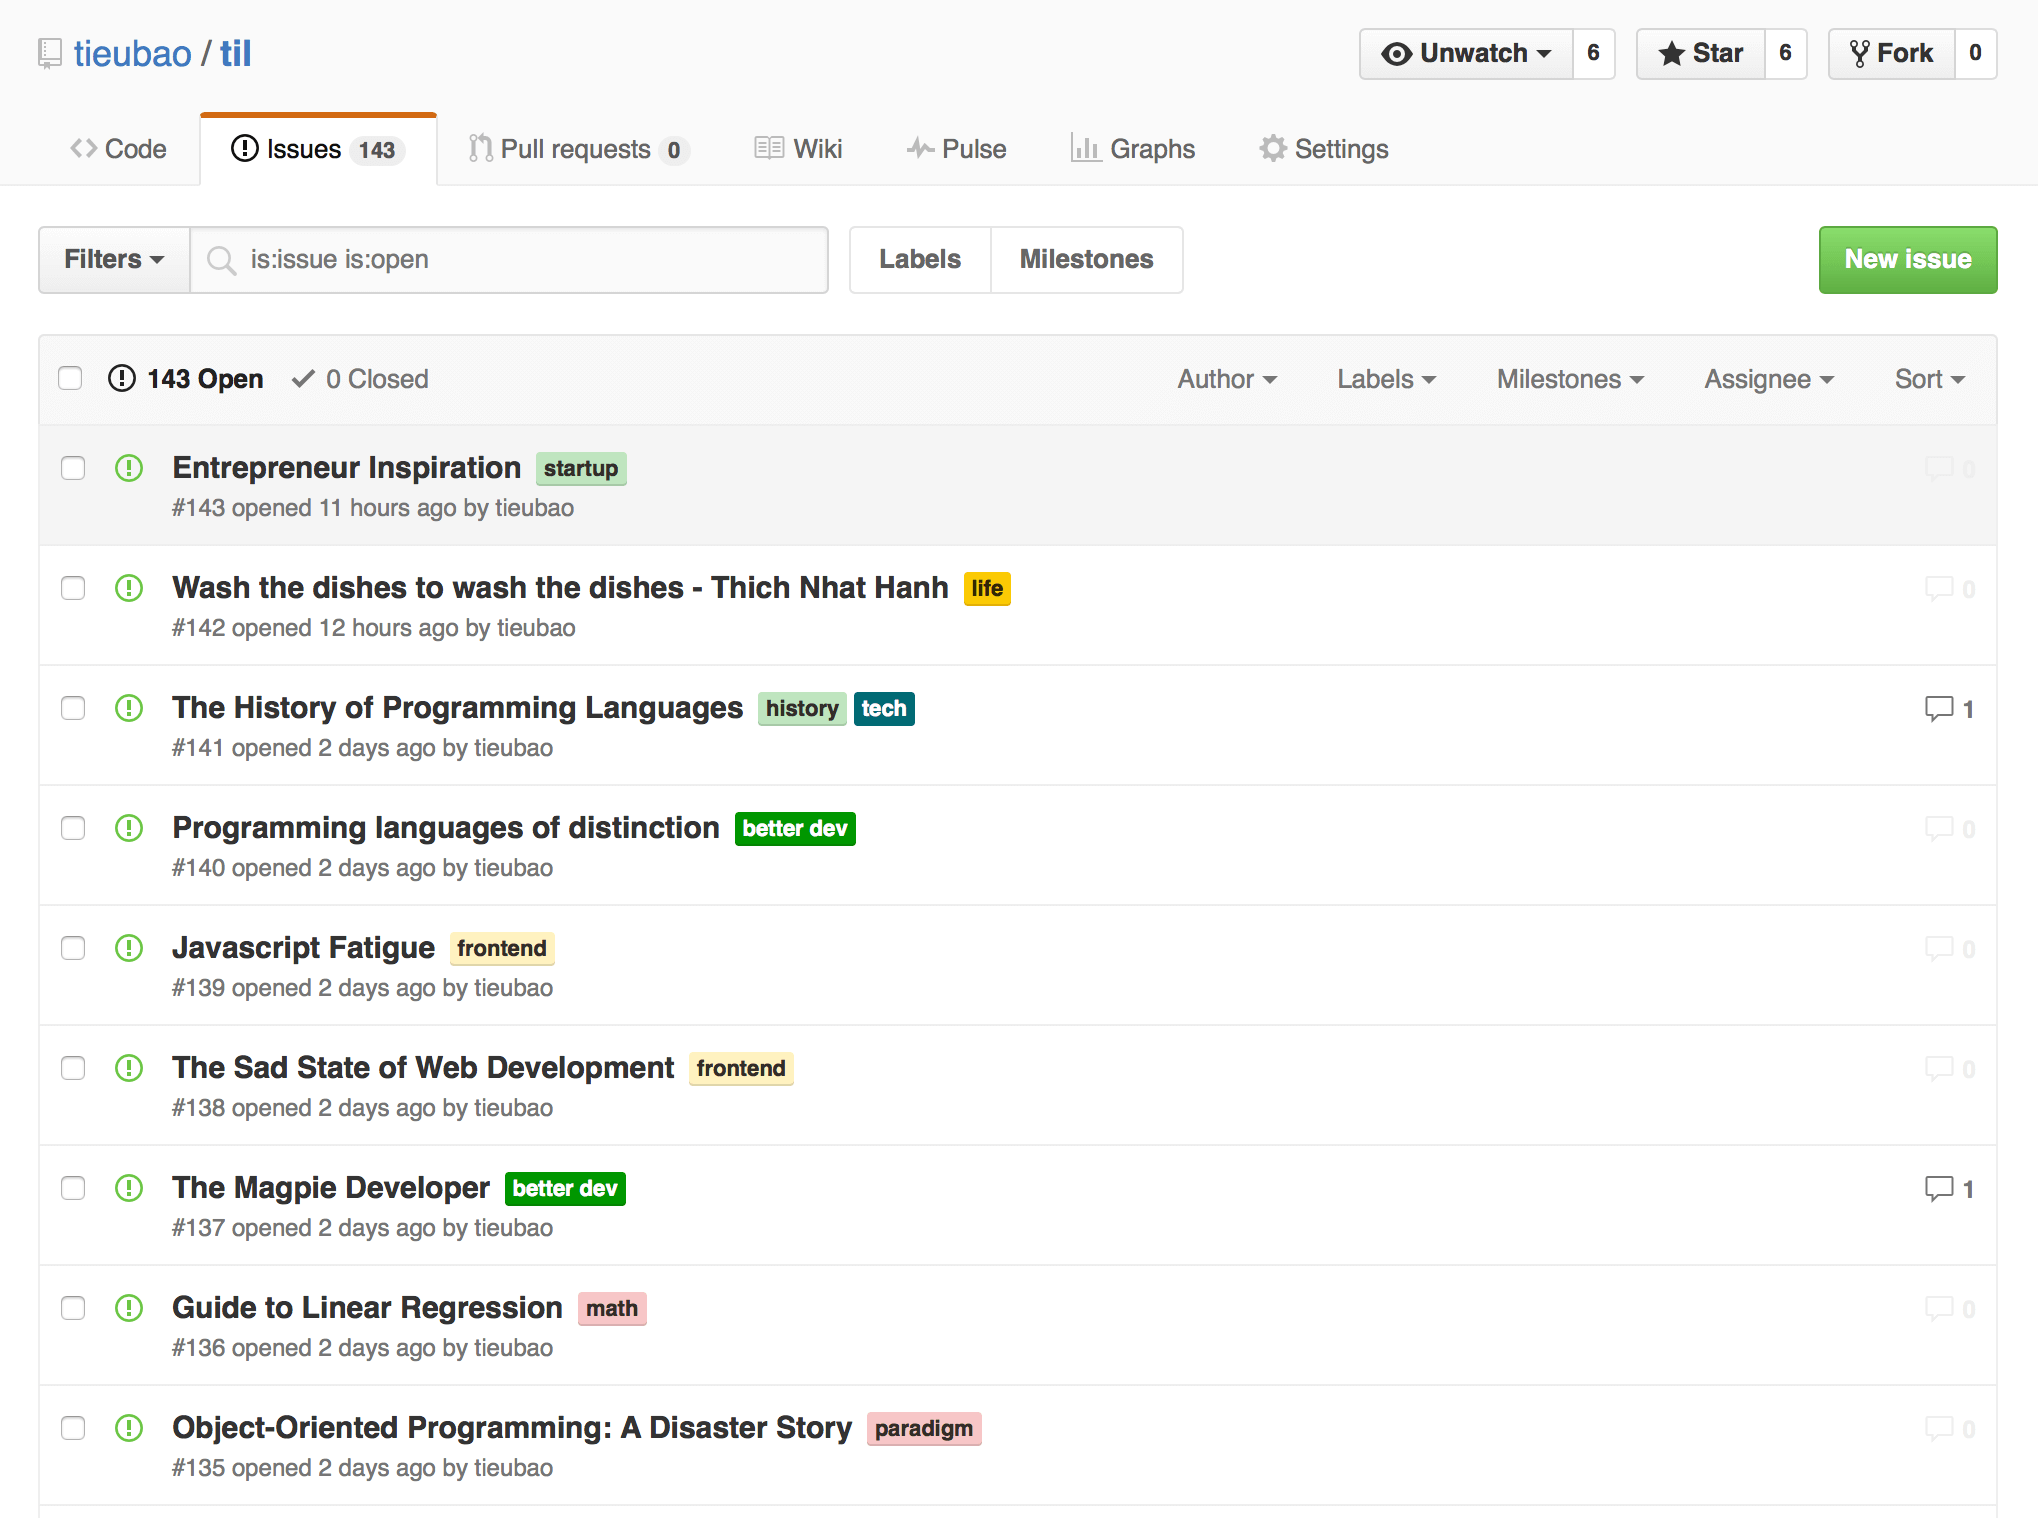 tieubao / til
Unwatch 6 Star 6 Fork 0
Code Issues 143 Pull requests 0 Wiki Pulse Graphs Settings
Filters is:issue is:open Labels Milestones New issue
143 Open 0 Closed Author Labels Milestones Assignee Sort
Entrepreneur Inspiration startup 0
#143 opened 11 hours ago by tieubao
Wash the dishes to wash the dishes - Thich Nhat Hanh life 0
#142 opened 12 hours ago by tieubao
The History of Programming Languages history tech 1
#141 opened 2 days ago by tieubao
Programming languages of distinction better dev 0
#140 opened 2 days ago by tieubao
Javascript Fatigue frontend 0
#139 opened 2 days ago by tieubao
The Sad State of Web Development frontend 0
#138 opened 2 days ago by tieubao
The Magpie Developer better dev 1
#137 opened 2 days ago by tieubao
Guide to Linear Regression math 0
#136 opened 2 days ago by tieubao
Object-Oriented Programming: A Disaster Story paradigm 0
#135 opened 2 days ago by tieubao